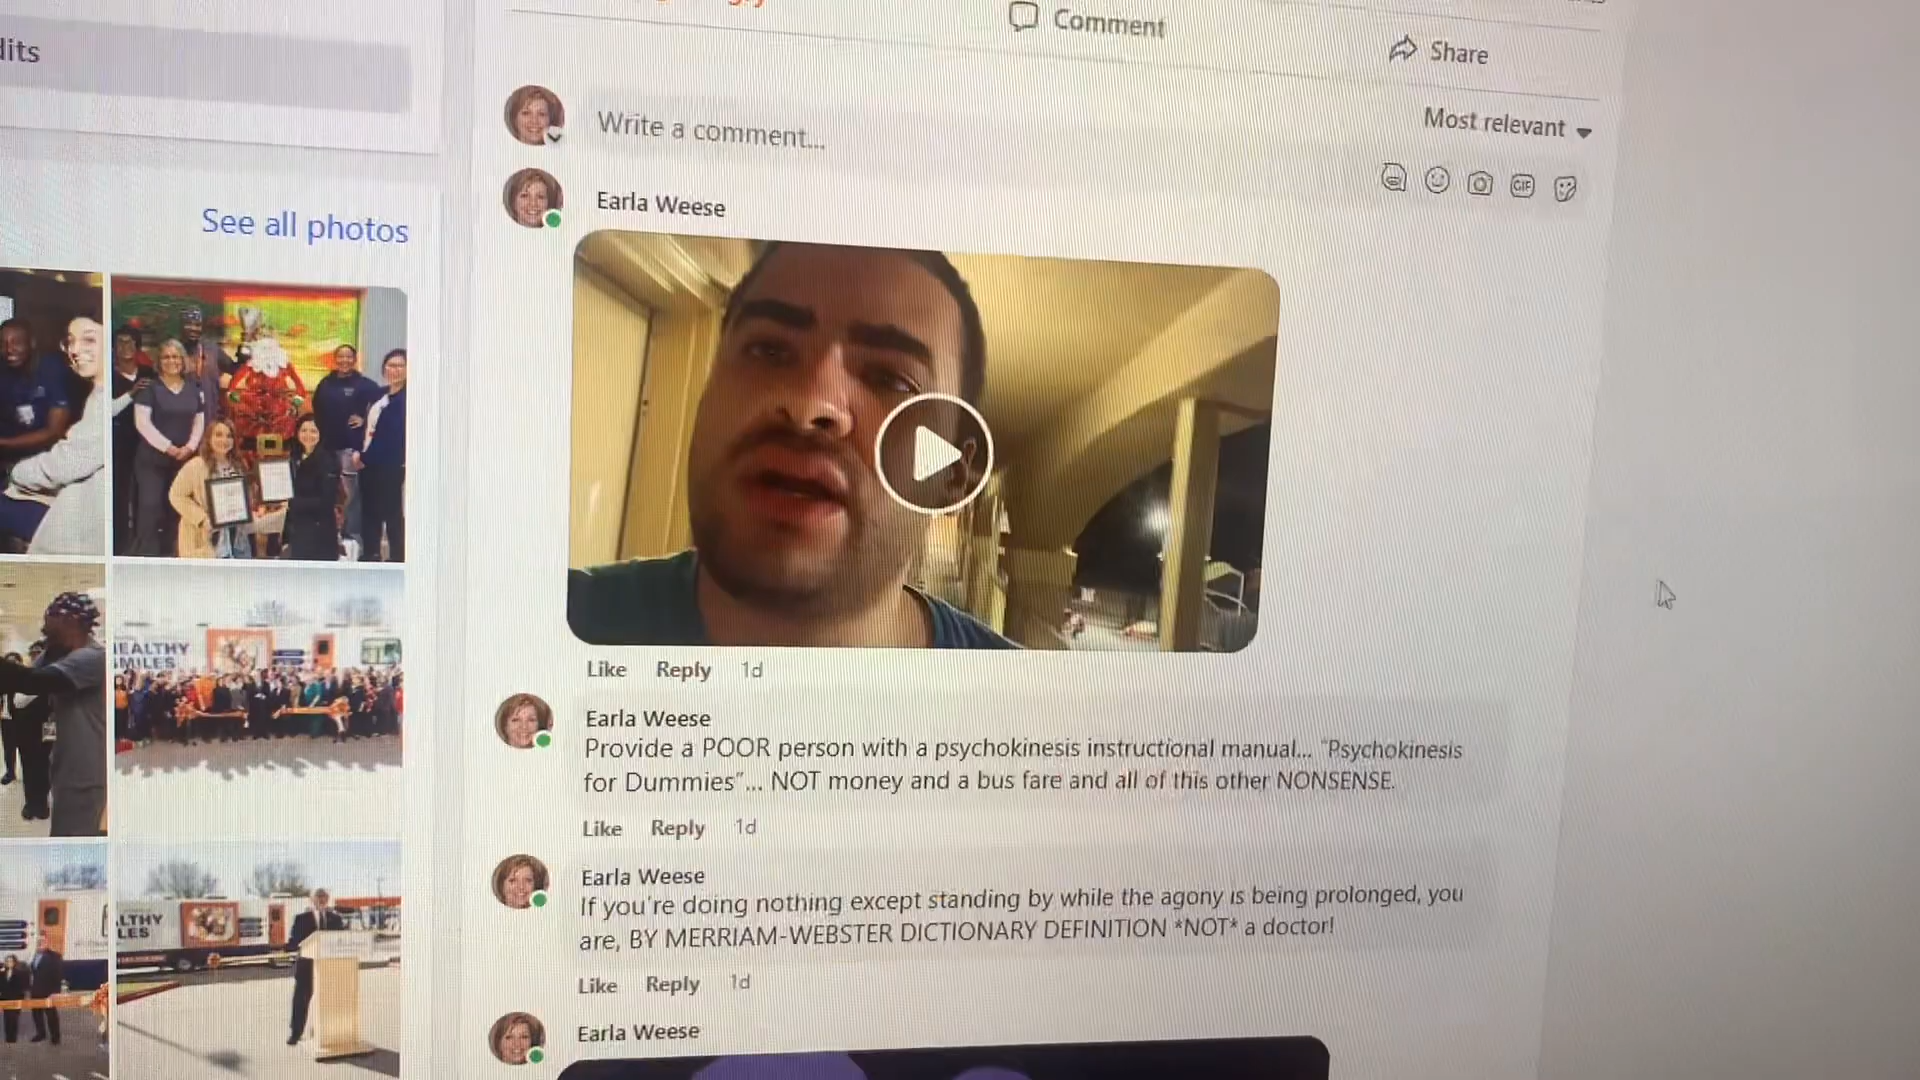 dits
Comment
Share
Most relevant
Write a comment...
See all photos
Earla Weese
Like Reply 1d
Earla Weese
Provide a POOR person with a psychokinesis instructional manual... "Psychokinesis
for Dummies"... NOT money and a bus fare and all of this other NONSENSE.
Like Reply 1d
Earla Weese
If you're doing nothing except standing by while the agony is being prolonged, you
are, BY MERRIAM-WEBSTER DICTIONARY DEFINITION *NOT* a doctor!
Like Reply 1d
Earla Weese
GIF
HEALTHY
SMILES
LTHY
LES